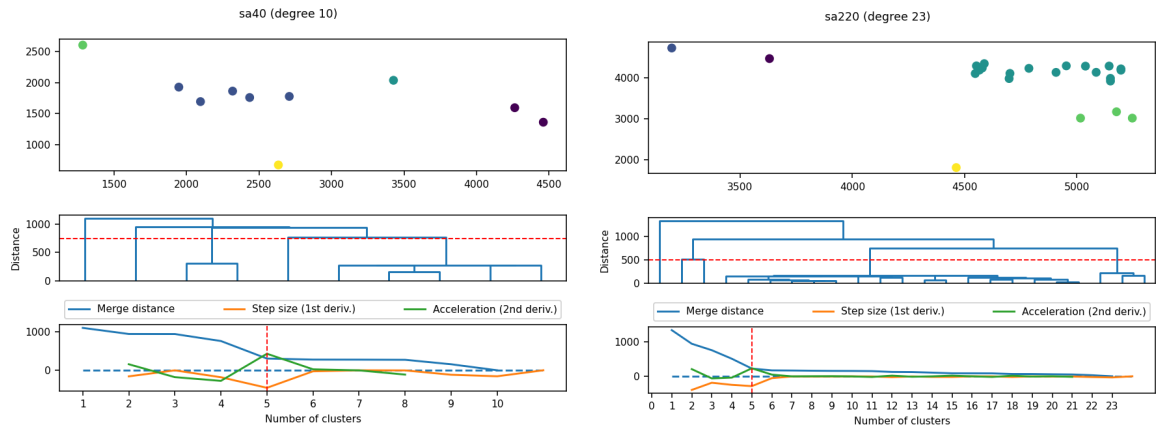 sa40 (degree 10)
2500
2000
1500
1000
1500 2000 2500 3000 3500 4000 4500
Distance
1000
500
0
Merge distance Step size (1st deriv.) Acceleration (2nd deriv.)
1000
0
1 2 3 4 5 6 7 8 9 10
Number of clusters
sa220 (degree 23)
4000
3000
2000
3500 4000 4500 5000
Distance
1000
500
0
Merge distance Step size (1st deriv.) Acceleration (2nd deriv.)
1000
0
0 1 2 3 4 5 6 7 8 9 10 11 12 13 14 15 16 17 18 19 20 21 22 23
Number of clusters